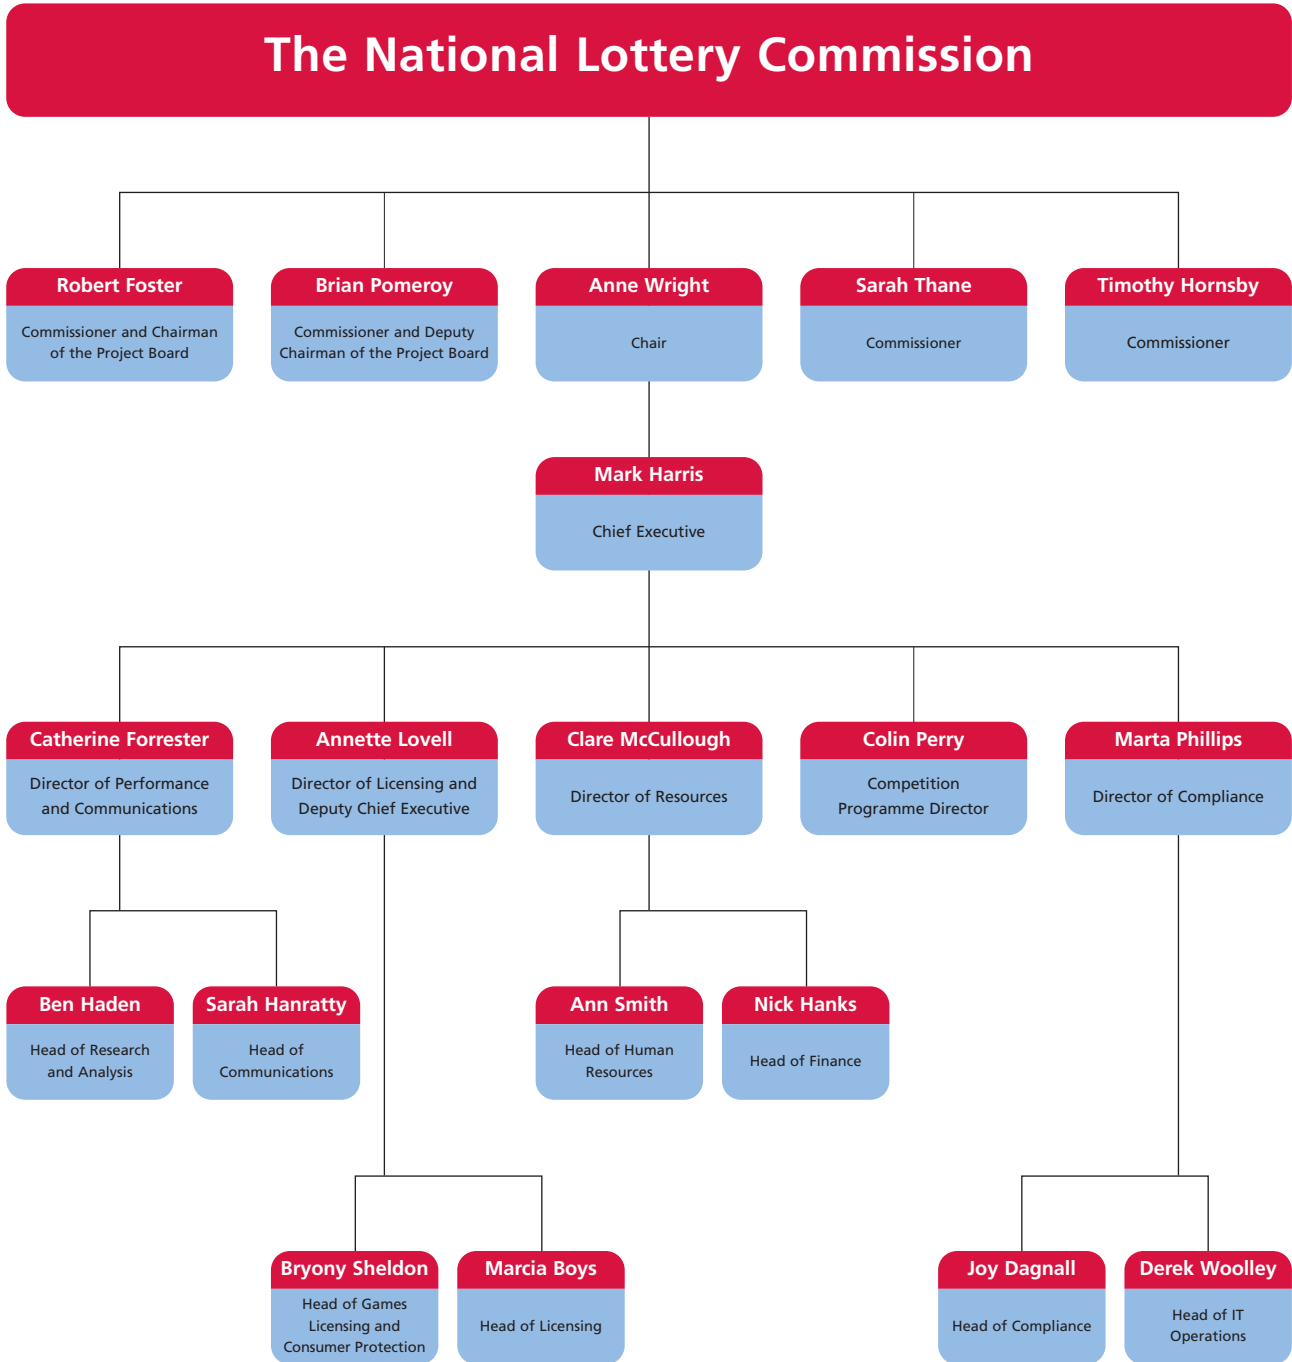 The National Lottery Commission
Robert Foster
Commissioner and Chairman
of the Project Board
Brian Pomeroy
Commissioner and Deputy
Chairman of the Project Board
Anne Wright
Chair
Sarah Thane
Commissioner
Timothy Hornsby
Commissioner
Mark Harris
Chief Executive
Catherine Forrester
Director of Performance
and Communications
Annette Lovell
Director of Licensing and
Deputy Chief Executive
Clare McCullough
Director of Resources
Colin Perry
Competition
Programme Director
Marta Phillips
Director of Compliance
Ben Haden
Head of Research
and Analysis
Sarah Hanratty
Head of
Communications
Ann Smith
Head of Human
Resources
Nick Hanks
Head of Finance
Bryony Sheldon
Head of Games
Licensing and
Consumer Protection
Marcia Boys
Head of Licensing
Joy Dagnall
Head of Compliance
Derek Woolley
Head of IT
Operations